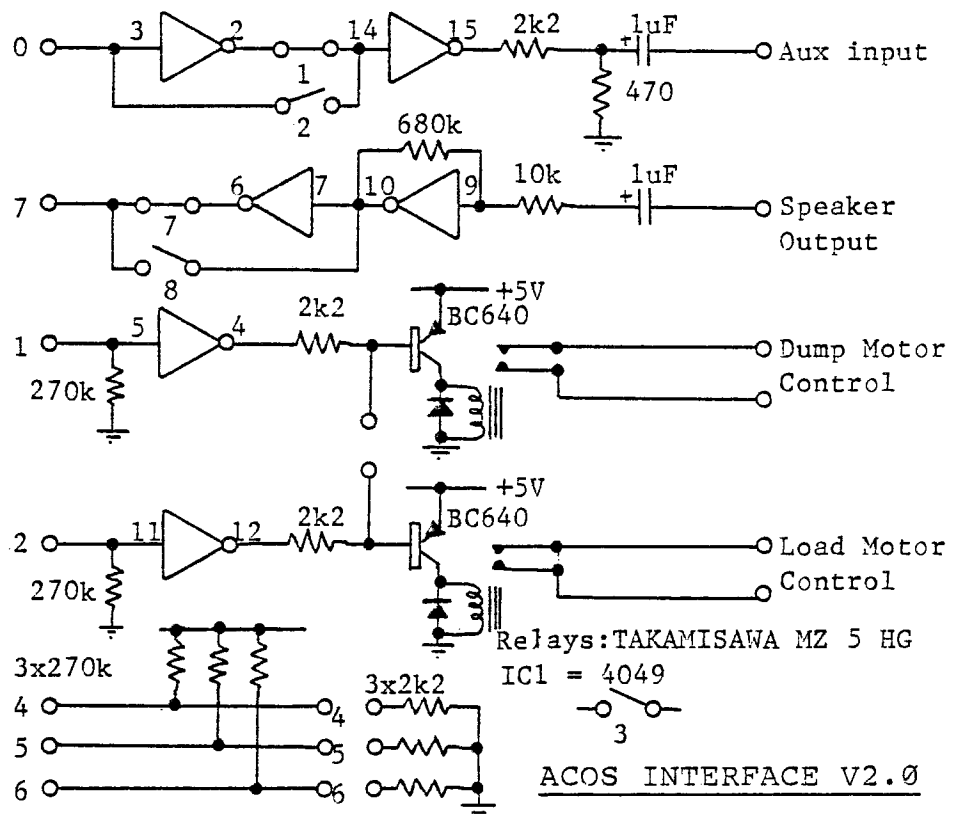 0 3 2 14 15 2k2 1uF + Aux input
1
2
470
680k
7 6 7 10 9 10k 1uF + Speaker
Output
7
8
+5V
BC640
1 5 4 2k2 Dump Motor
Control
270k
+5V
BC640
2 11 12 2k2 Load Motor
Control
270k
Relays:TAKAMISAWA MZ 5 HG
IC1 = 4049
3
3x270k
3x2k2
4 4
5 5
6 6
ACOS INTERFACE V2.0